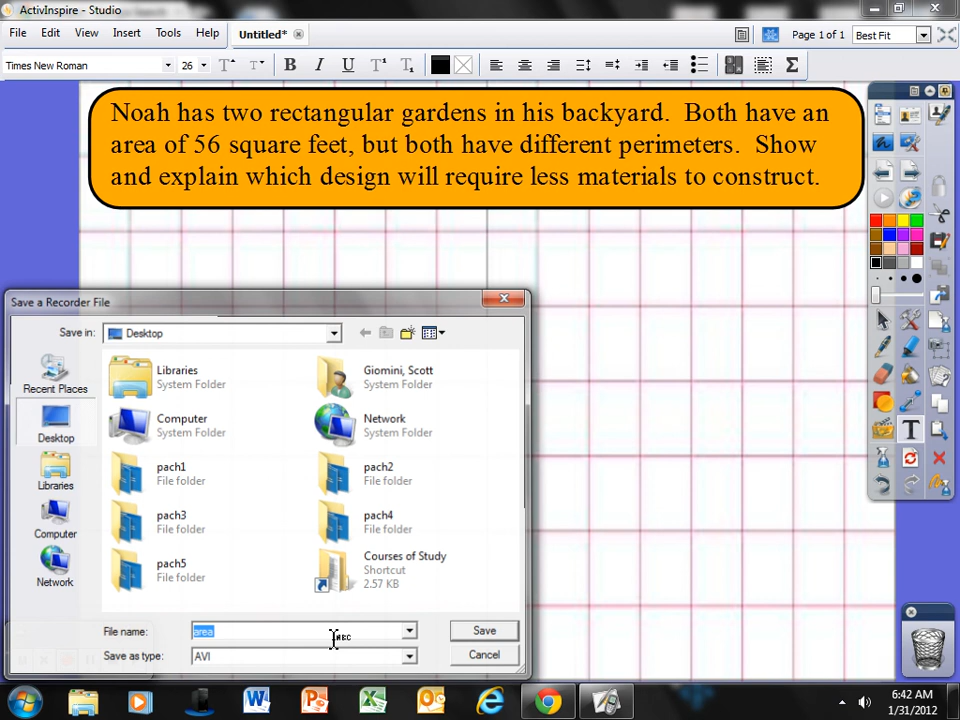 ActivInspire - Studio
File Edit View Insert Tools Help Untitled* Page 1 of 1 Best Fit
Times New Roman 26 B I U T T
Noah has two rectangular gardens in his backyard. Both have an
area of 56 square feet, but both have different perimeters. Show
and explain which design will require less materials to construct.
Save a Recorder File
Save in: Desktop
Recent Places
Desktop
Libraries
Computer
Network
Libraries
System Folder
Giomini, Scott
System Folder
Computer
System Folder
Network
System Folder
pach1
File folder
pach2
File folder
pach3
File folder
pach4
File folder
pach5
File folder
Courses of Study
Shortcut
2.57 KB
File name: area Save
Save as type: AVI Cancel
ABC
T
6:42 AM
1/31/2012